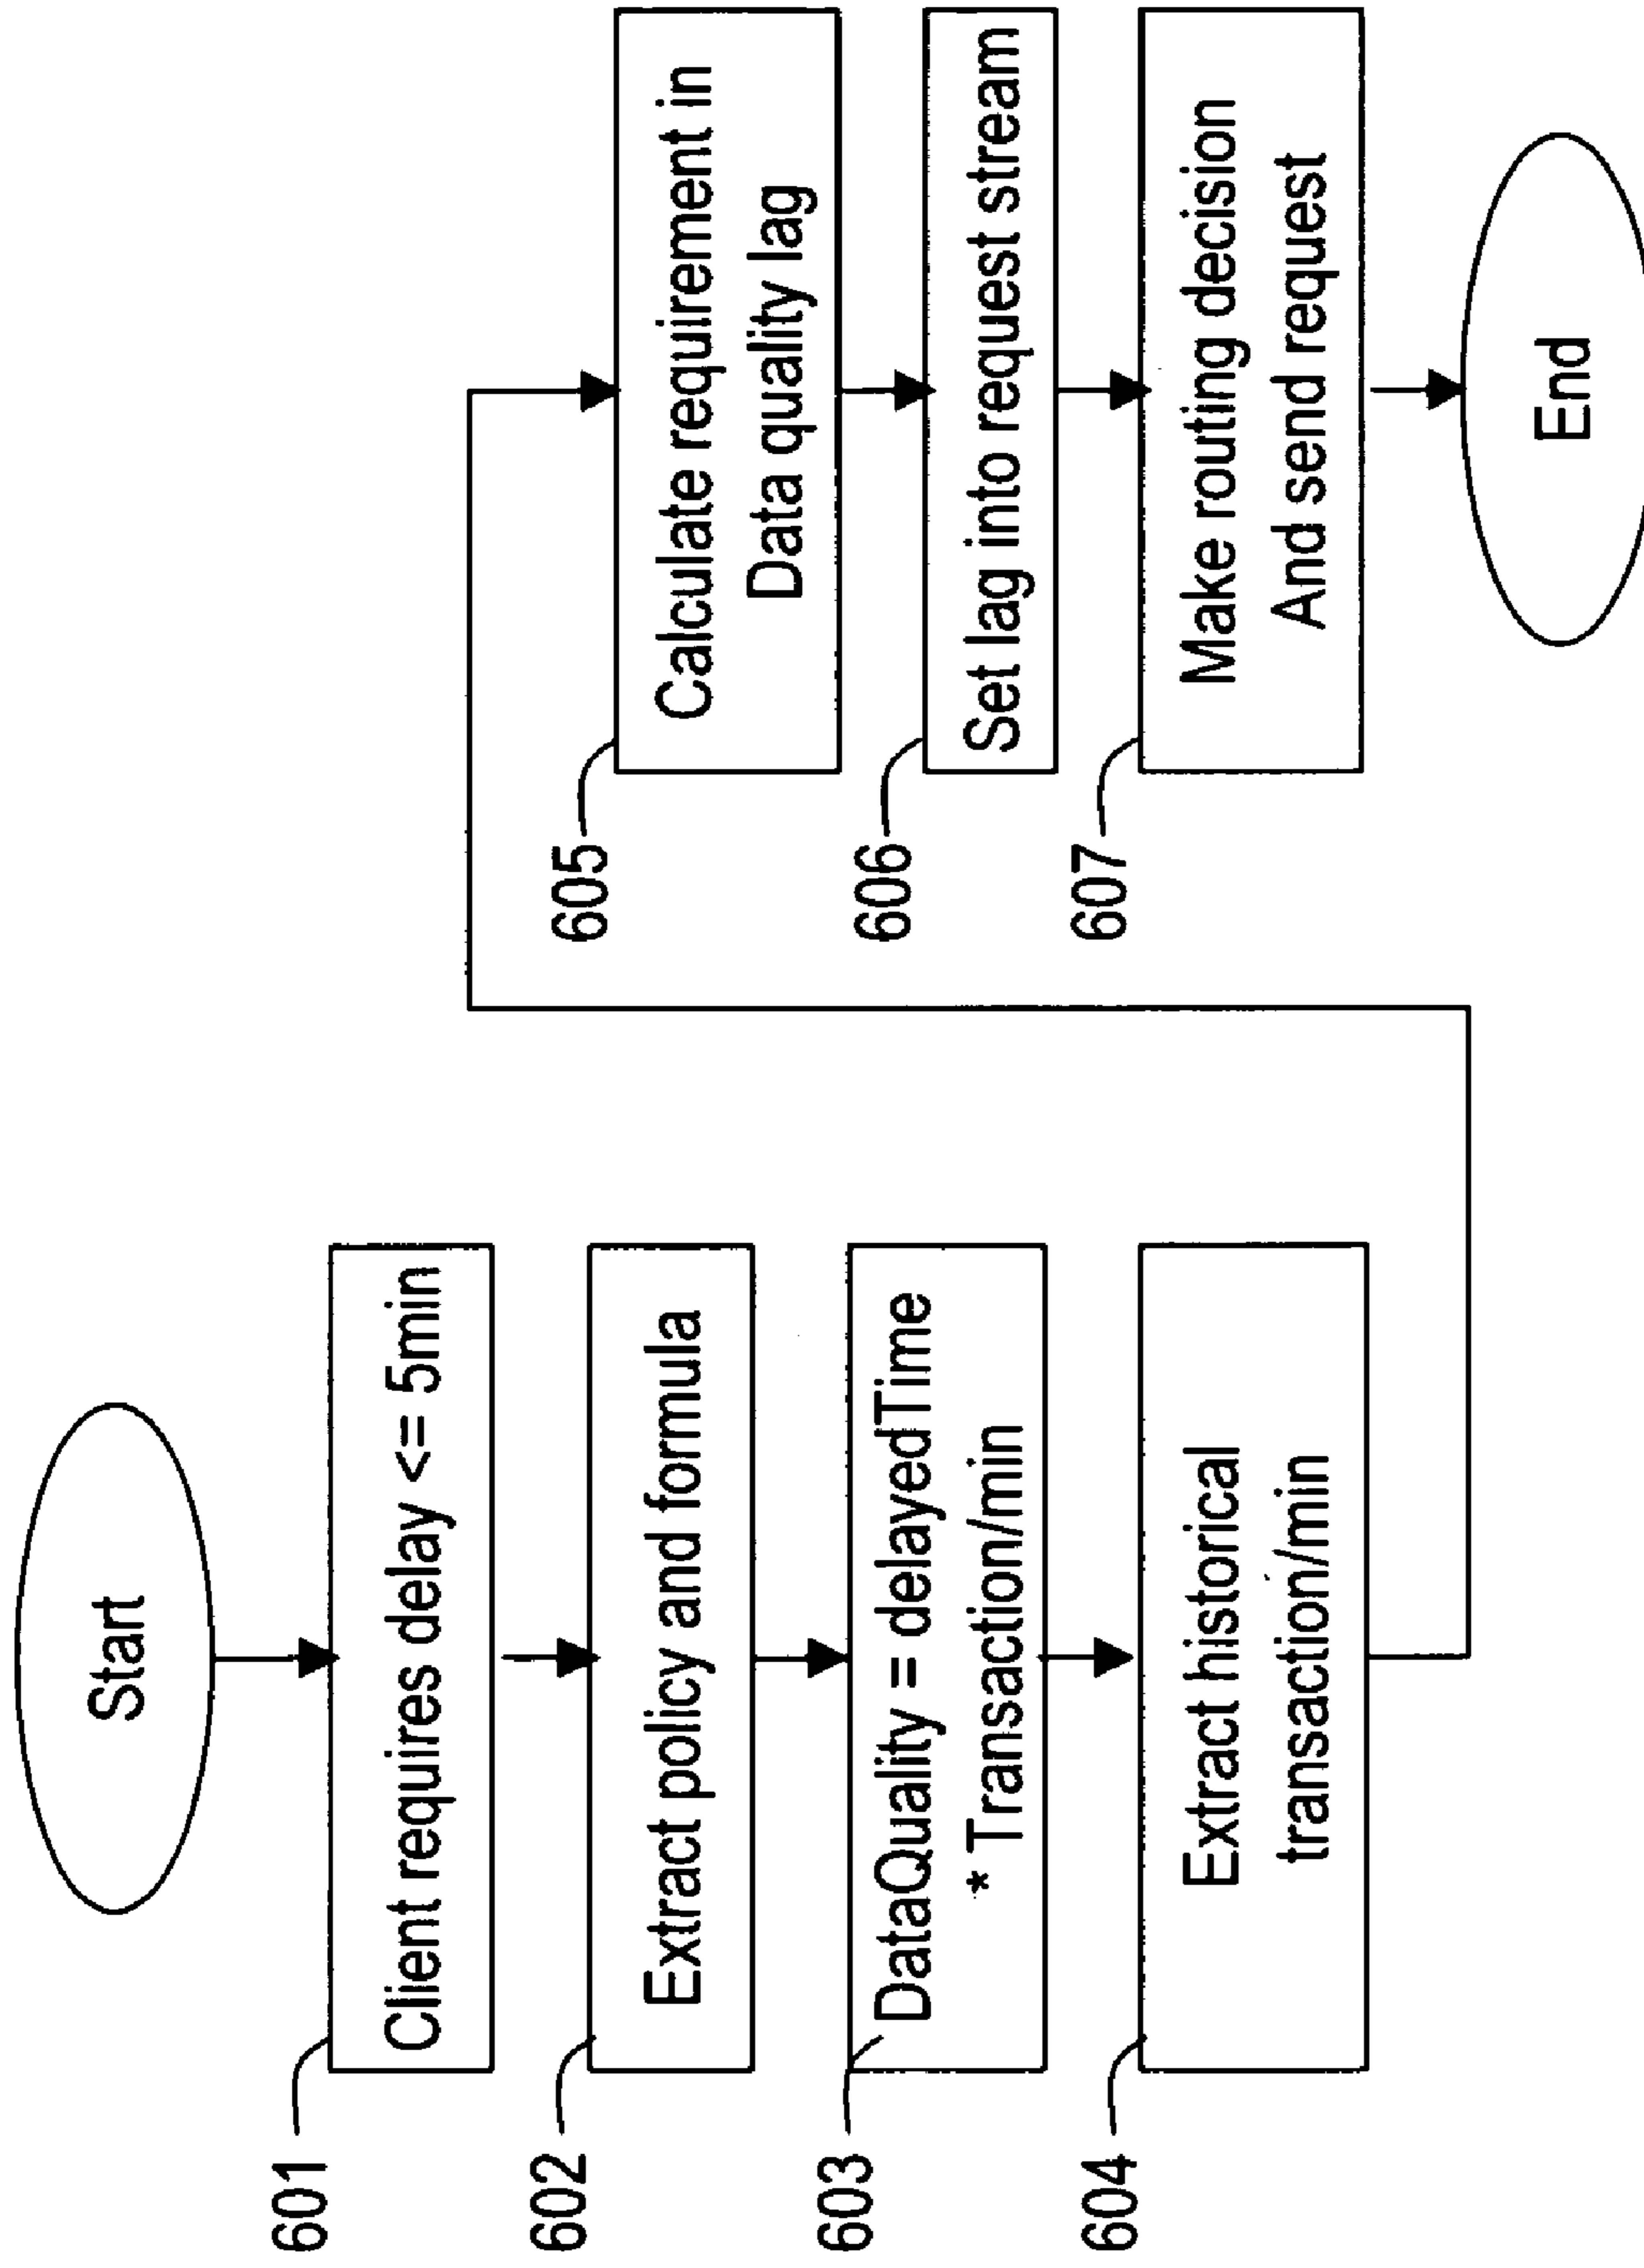 Start
601
Client requires delay <= 5min
602
Extract policy and formula
603
DataQuality = delayedTime
* Transaction/min
604
Extract historical
transaction/min
605
Calculate requirement in
Data quality lag
606
Set lag into request stream
607
Make routing decision
And send request
End